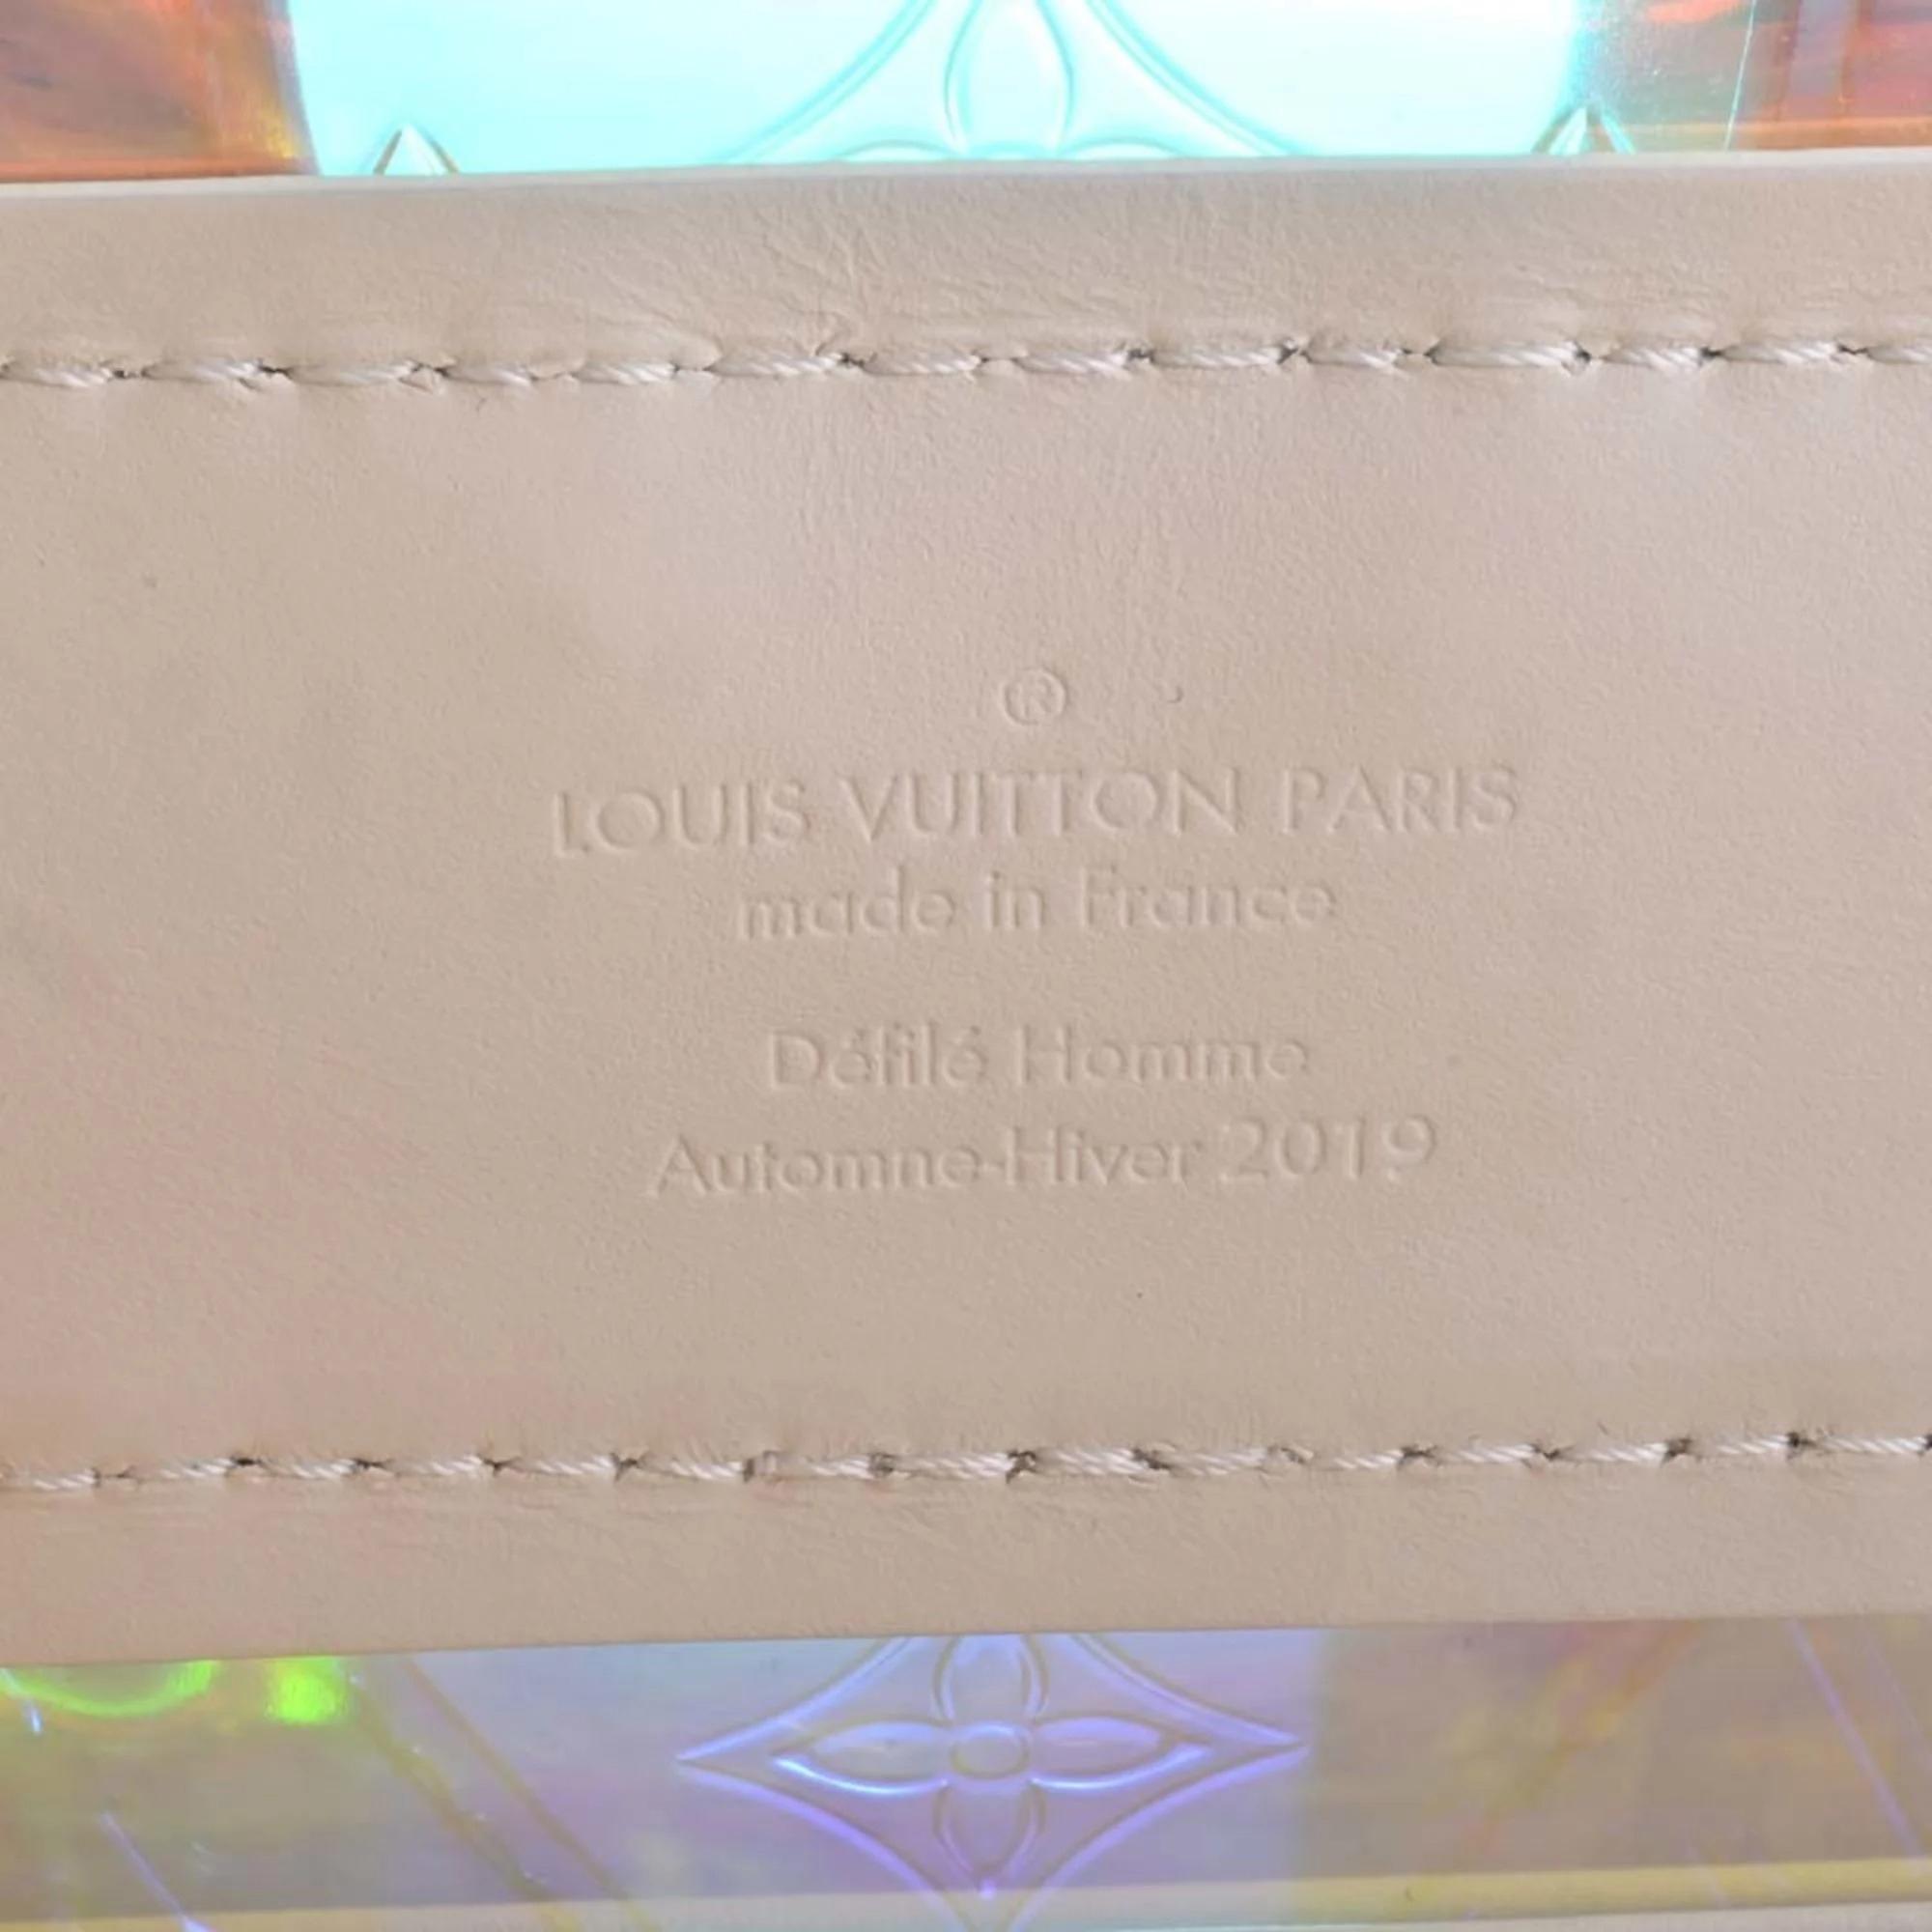 ®
LOUIS VUITTON PARIS
made in France
Défilé Homme
Automne-Hiver 2019